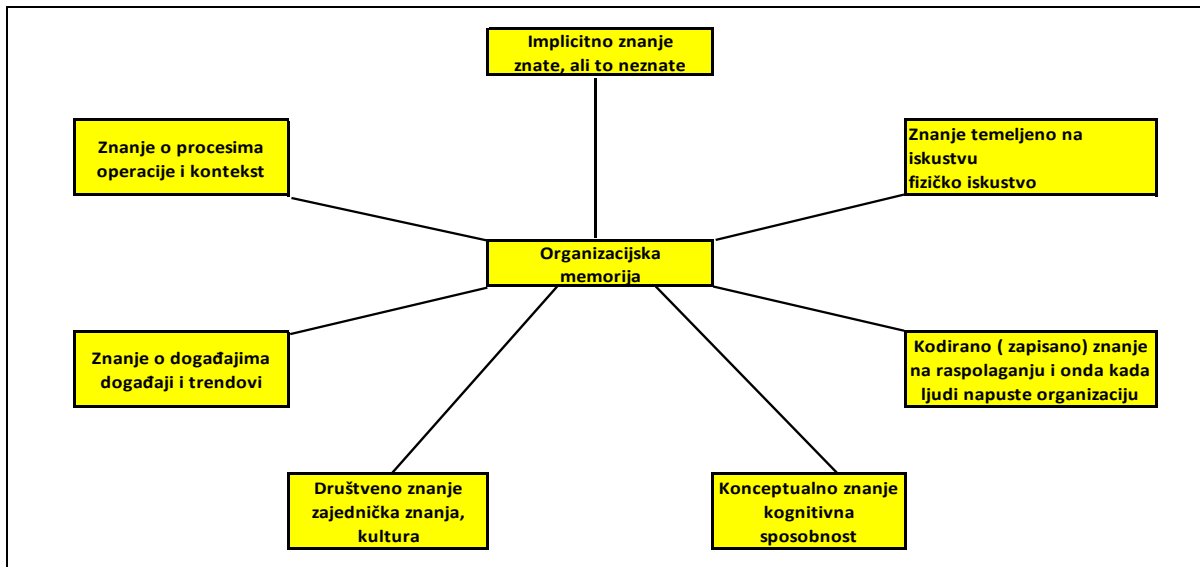 Implicitno znanje
znate, ali to neznate
Znanje o procesima
operacije i kontekst
Znanje temeljeno na
iskustvu
fizičko iskustvo
Organizacijska
memorija
Znanje o događajima
događaji i trendovi
Kodirano ( zapisano) znanje
na raspolaganju i onda kada
ljudi napuste organizaciju
Društveno znanje
zajednička znanja,
kultura
Konceptualno znanje
kognitivna
sposobnost